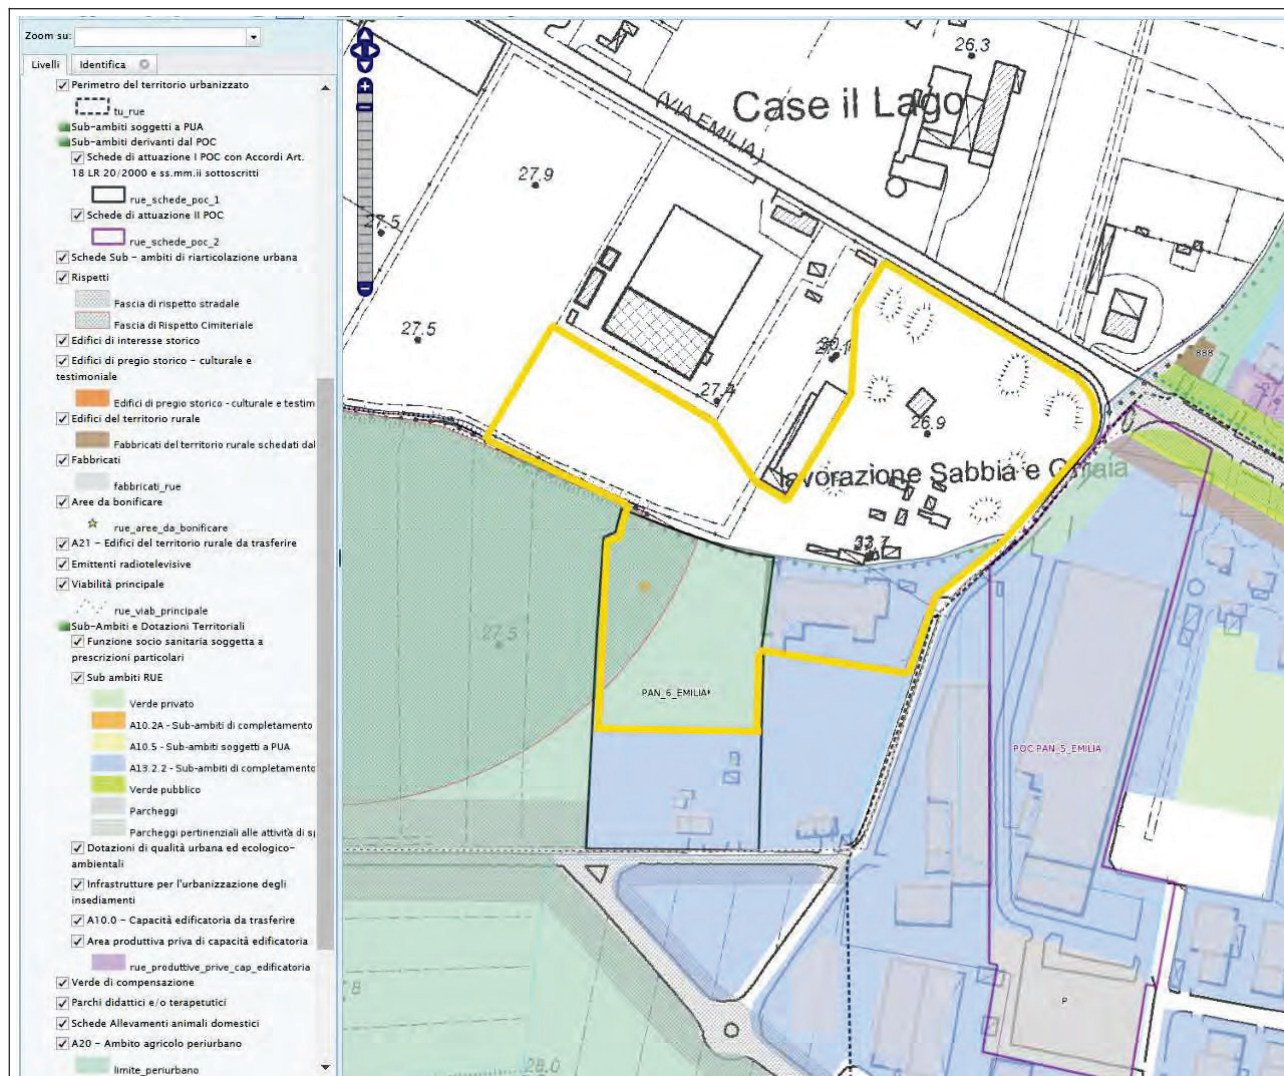 Zoom su:
Livelli
Identifica
Perimetro del territorio urbanizzato
tu_rue
Sub-ambiti soggetti a PUA
Sub-ambiti derivanti dal POC
Schede di attuazione I POC con Accordi Art.
18 LR 20/2000 e ss.mm.ii sottoscritti
rue_schede_poc_1
Schede di attuazione II POC
rue_schede_poc_2
Schede Sub - ambiti di riarticolazione urbana
Rispetti
Fascia di rispetto stradale
Fascia di Rispetto Cimiteriale
Edifici di interesse storico
Edifici di pregio storico - culturale e
testimoniale
Edifici di pregio storico - culturale e testim
Edifici del territorio rurale
Fabbricati del territorio rurale schedati dal
Fabbricati
fabbricati_rue
Aree da bonificare
rue_aree_da_bonificare
A21 - Edifici del territorio rurale da trasferire
Emittenti radiotelevisive
Viabilità principale
rue_viab_principale
Sub-Ambiti e Dotazioni Territoriali
Funzione socio sanitaria soggetta a
prescrizioni particolari
Sub ambiti RUE
Verde privato
A10.2A - Sub-ambiti di completamento
A10.5 - Sub-ambiti soggetti a PUA
A13.2.2 - Sub-ambiti di completamento
Verde pubblico
Parcheggi
Parcheggi pertinenziali alle attività di sp
Dotazioni di qualità urbana ed ecologico-
ambientali
Infrastrutture per l'urbanizzazione degli
insediamenti
A10.0 - Capacità edificatoria da trasferire
Area produttiva priva di capacità edificatoria
rue_produttive_prive_cap_edificatoria
Verde di compensazione
Parchi didattici e/o terapetutici
Schede Allevamenti animali domestici
A20 - Ambito agricolo periurbano
limite_periurbano
26.3
Case il Lago
(VIA EMILIA)
27.9
27.5
27.5
27.4
26.9
lavorazione Sabbia e Ghiaia
33.7
888
27.5
PAN_6_EMILIA*
POC PAN_5_EMILIA
P
28.0